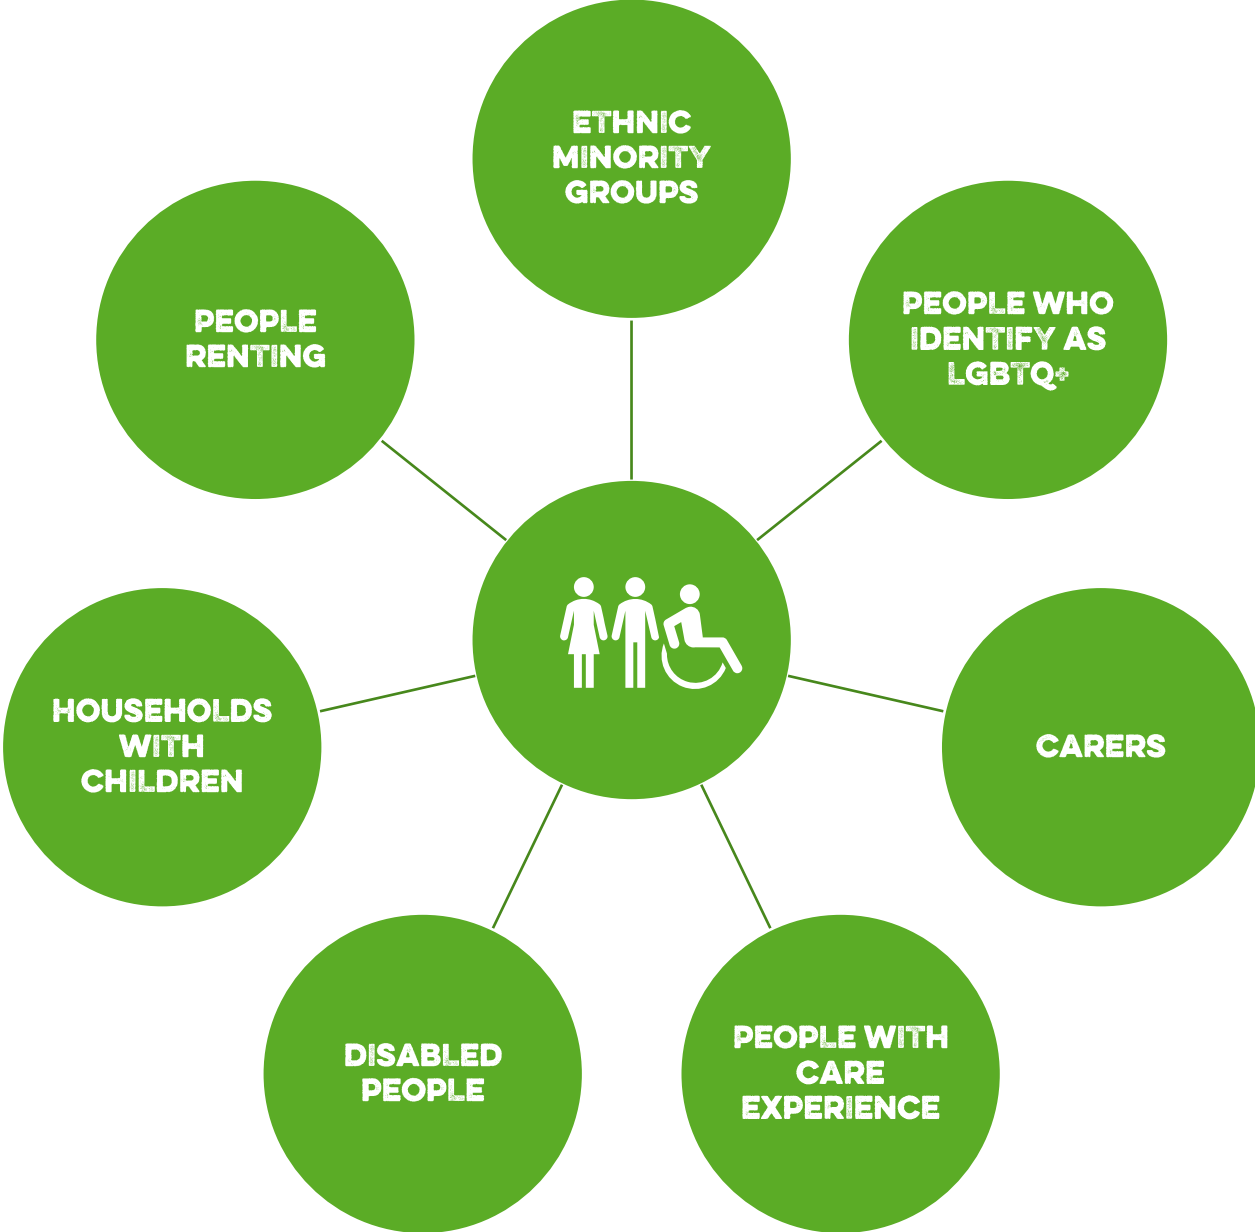 ETHNIC
MINORITY
GROUPS
PEOPLE WHO
IDENTIFY AS
LGBTQ+
CARERS
PEOPLE WITH
CARE
EXPERIENCE
DISABLED
PEOPLE
HOUSEHOLDS
WITH
CHILDREN
PEOPLE
RENTING